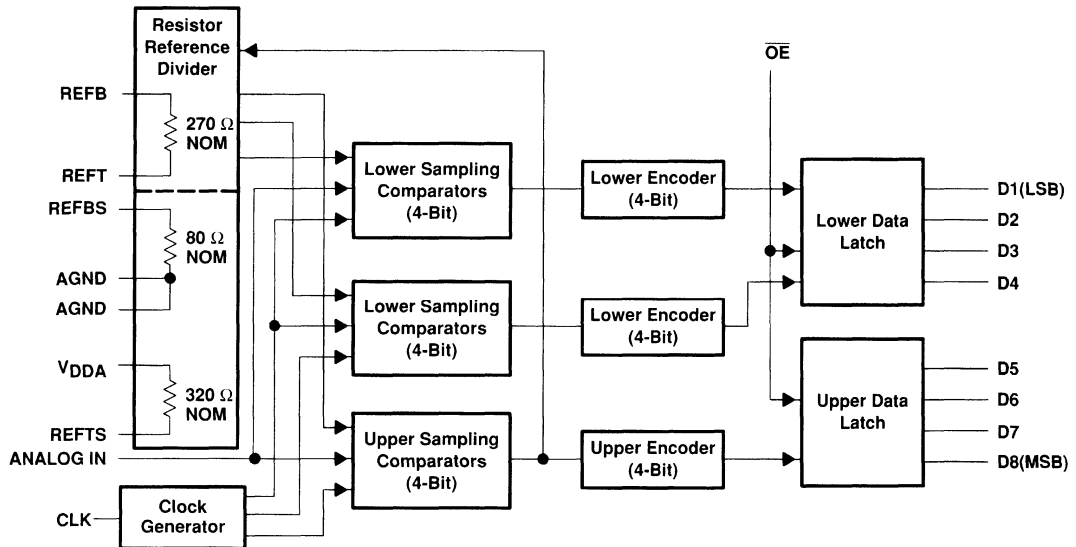 Resistor
Reference
Divider
REFB
270 Ω
NOM
REFT
REFBS
80 Ω
NOM
AGND
AGND
VDDA
320 Ω
NOM
REFTS
ANALOG IN
CLK
Clock
Generator
Lower Sampling
Comparators
(4-Bit)
Lower Sampling
Comparators
(4-Bit)
Upper Sampling
Comparators
(4-Bit)
Lower Encoder
(4-Bit)
Lower Encoder
(4-Bit)
Upper Encoder
(4-Bit)
OE
Lower Data
Latch
Upper Data
Latch
D1(LSB)
D2
D3
D4
D5
D6
D7
D8(MSB)